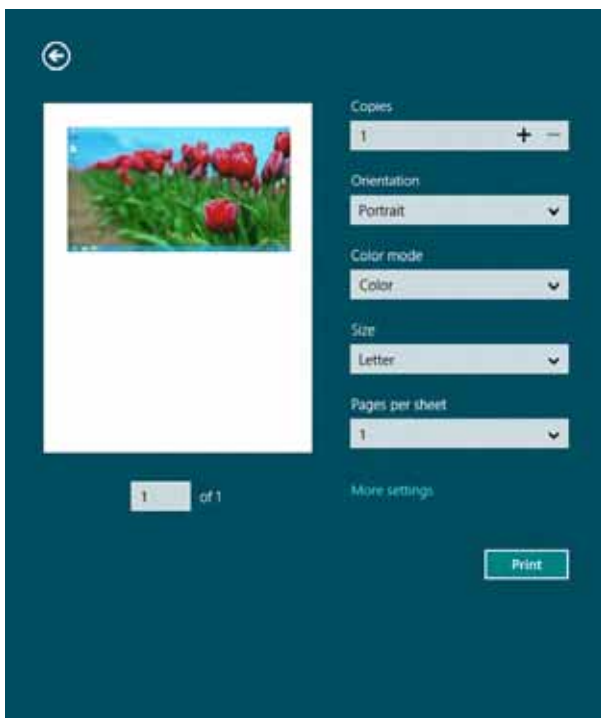 Copies
1
Orientation
Portrait
Color mode
Color
Size
Letter
Pages per sheet
1
1 of 1
More settings
Print